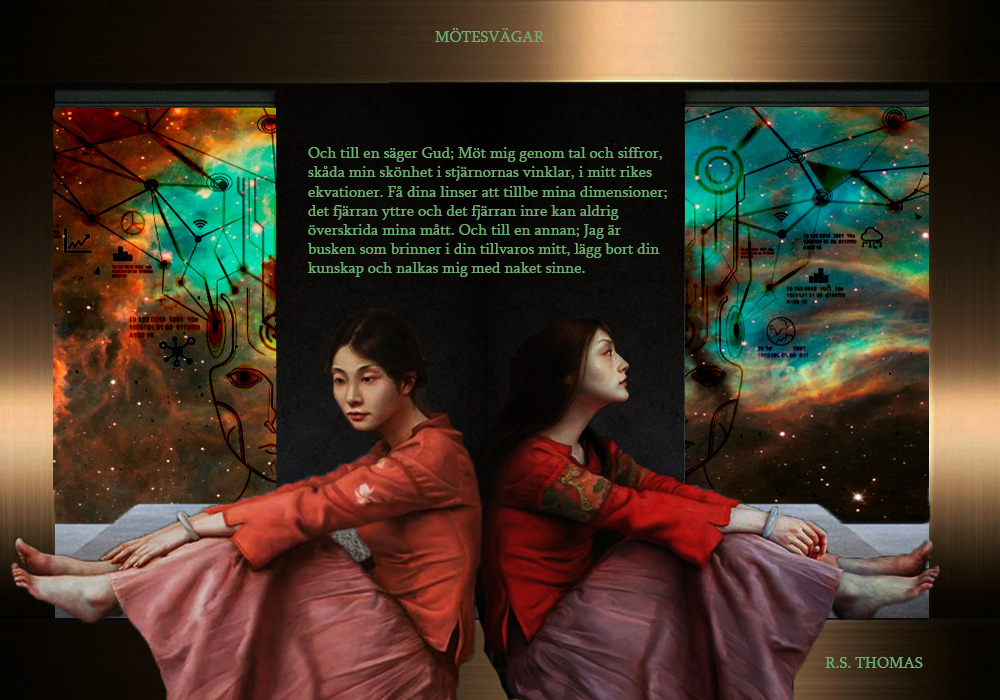 MÖTESVÄGAR
Och till en säger Gud; Möt mig genom tal och siffror,
skåda min skönhet i stjärnornas vinklar, i mitt rikes
ekvationer. Få dina linser att tillbe mina dimensioner;
det fjärran yttre och det fjärran inre kan aldrig
överskrida mina mått. Och till en annan; Jag är
busken som brinner i din tillvaros mitt, lägg bort din
kunskap och nalkas mig med naket sinne.
R.S. THOMAS